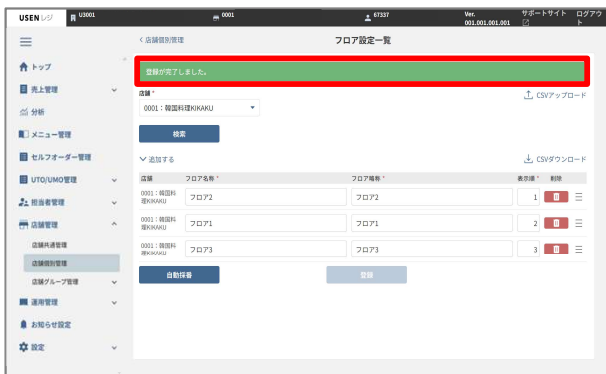 USEN レジ
U3001
0001
67337
Ver.
001.001.001.001
サポートサイト
ログアウト
トップ
売上管理
分析
メニュー管理
セルフオーダー管理
UTO/UMO管理
担当者管理
店舗管理
店舗共通管理
店舗個別管理
店舗グループ管理
運用管理
お知らせ設定
設定
< 店舗個別管理
フロア設定一覧
登録が完了しました。
店舗 *
0001：韓国料理KIKAKU
CSVアップロード
検索
追加する
CSVダウンロード
店舗 フロア名称 * フロア略称 * 表示順 * 削除
0001：韓国料理KIKAKU フロア2 フロア2 1
0001：韓国料理KIKAKU フロア1 フロア1 2
0001：韓国料理KIKAKU フロア3 フロア3 3
自動採番
登録